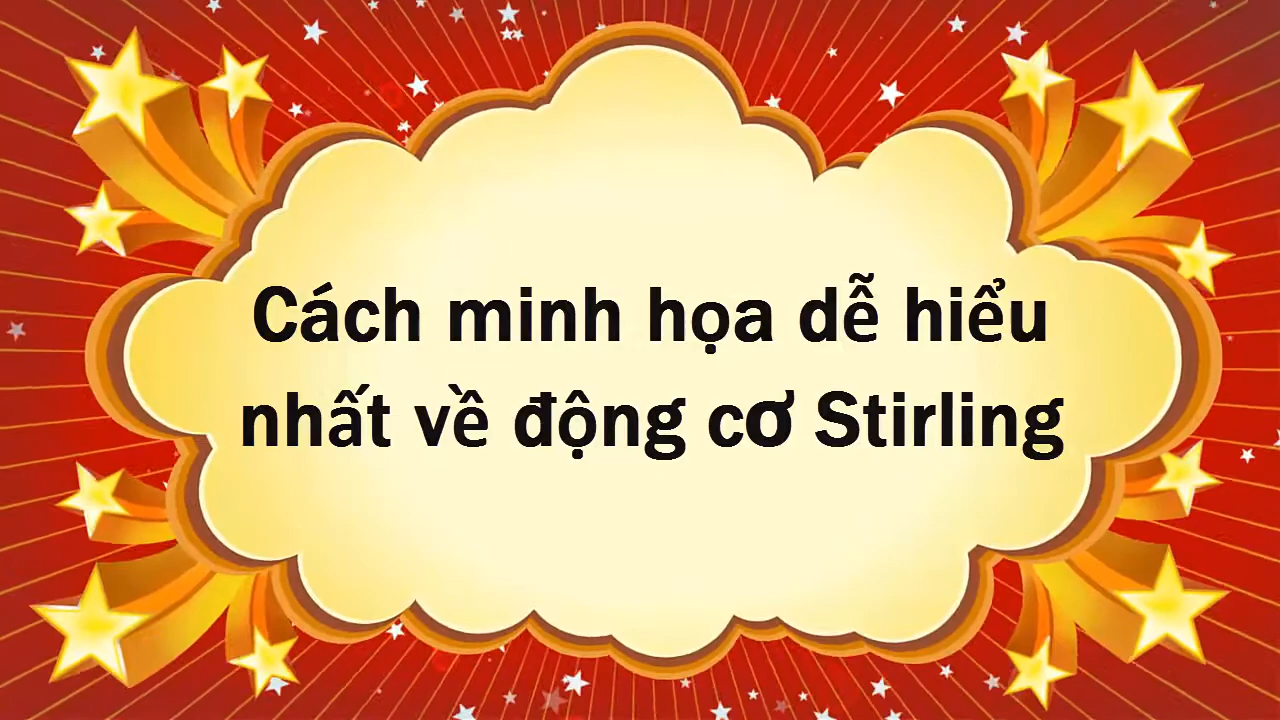 Cách minh họa dễ hiểu
nhất về động cơ Stirling